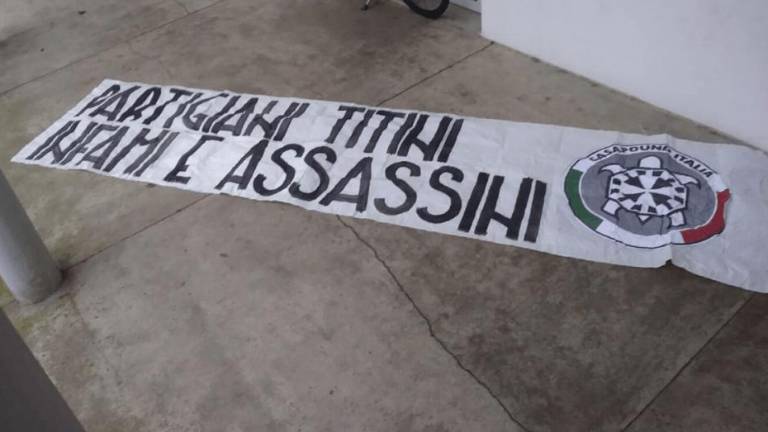 PARTIGIANI TITINI
INFAMI E ASSASSINI
CASAPOUND ITALIA